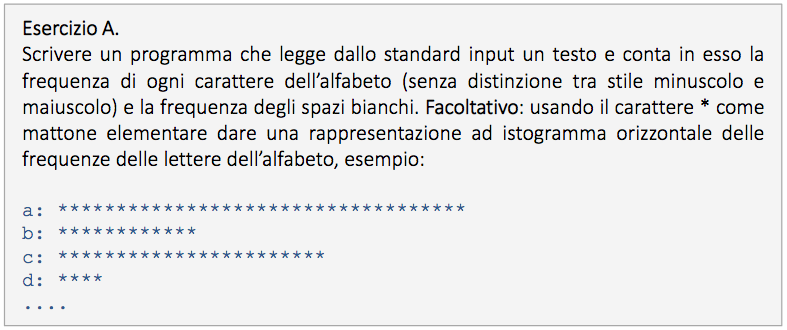 Esercizio A.
Scrivere un programma che legge dallo standard input un testo e conta in esso la
frequenza di ogni carattere dell’alfabeto (senza distinzione tra stile minuscolo e
maiuscolo) e la frequenza degli spazi bianchi. Facoltativo: usando il carattere * come
mattone elementare dare una rappresentazione ad istogramma orizzontale delle
frequenze delle lettere dell’alfabeto, esempio:
a: ***********************************
b: ************
c: ***********************
d: ****
....